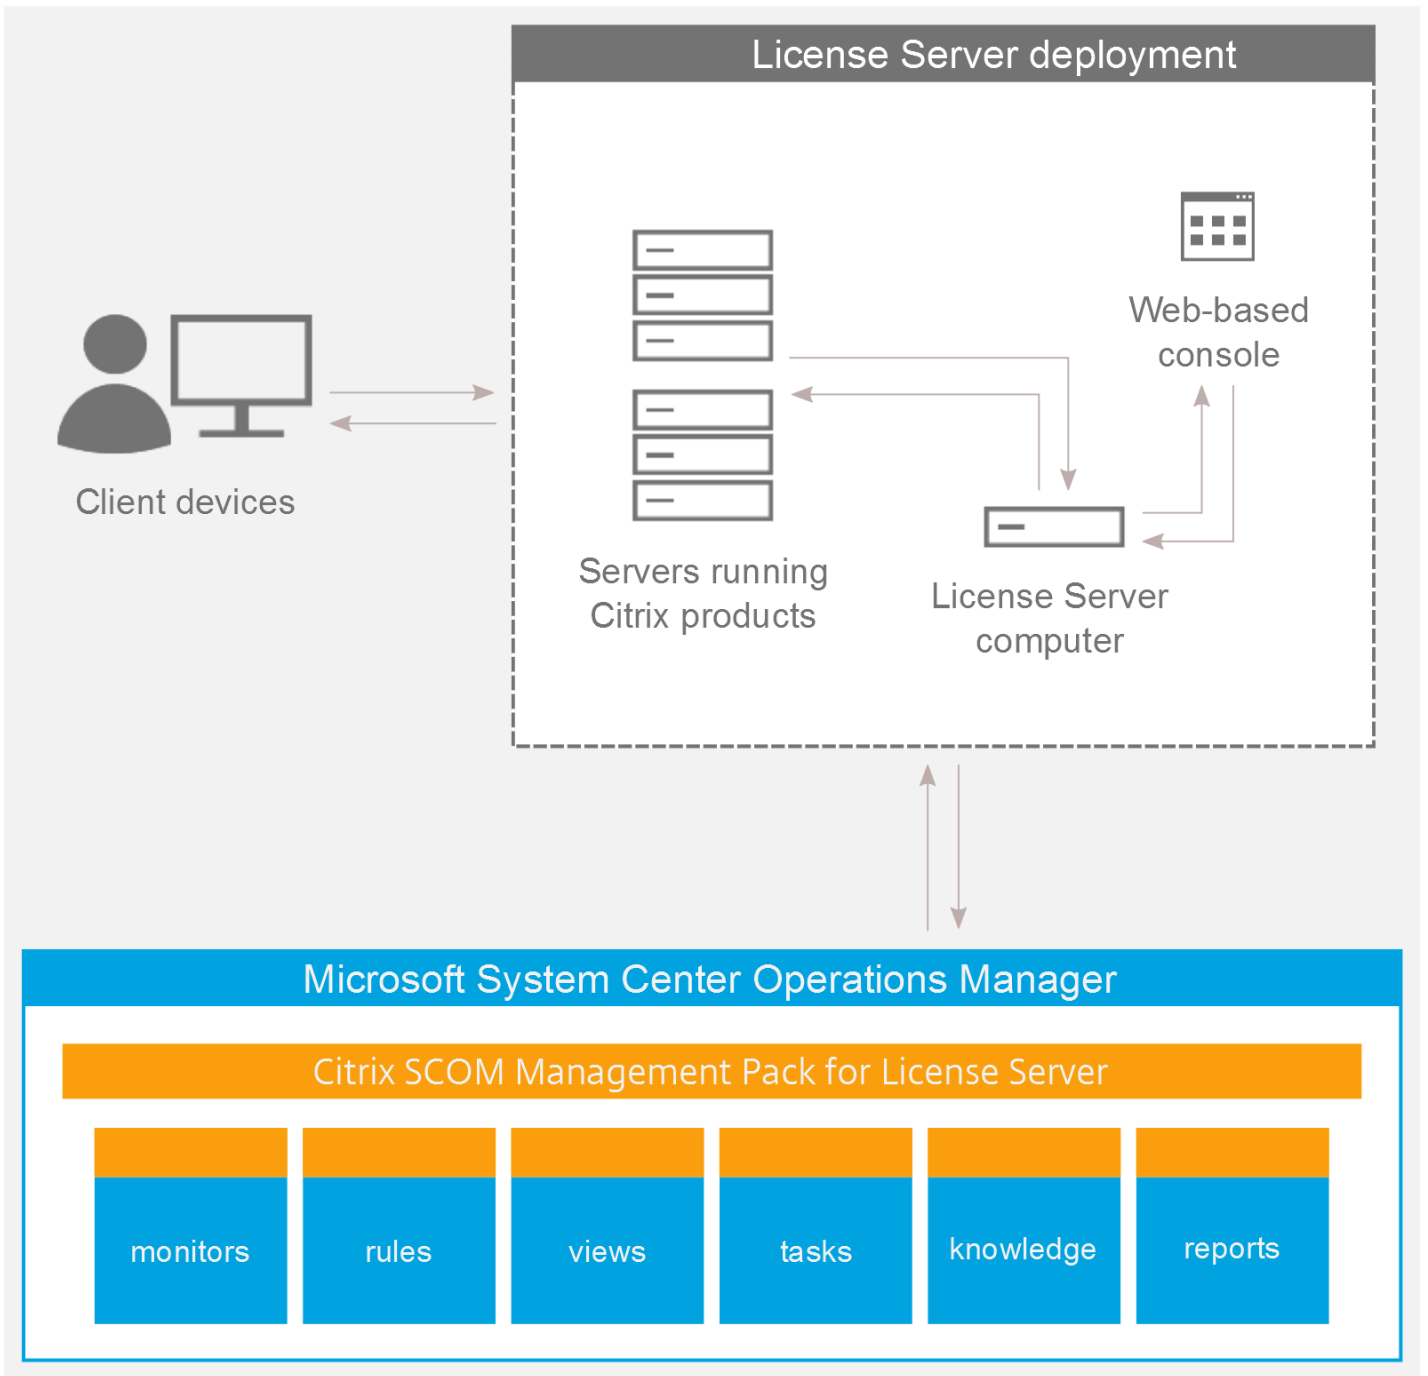 License Server deployment
Web-based
console
Client devices
Servers running
Citrix products
License Server
computer
Microsoft System Center Operations Manager
Citrix SCOM Management Pack for License Server
monitors
rules
views
tasks
knowledge
reports